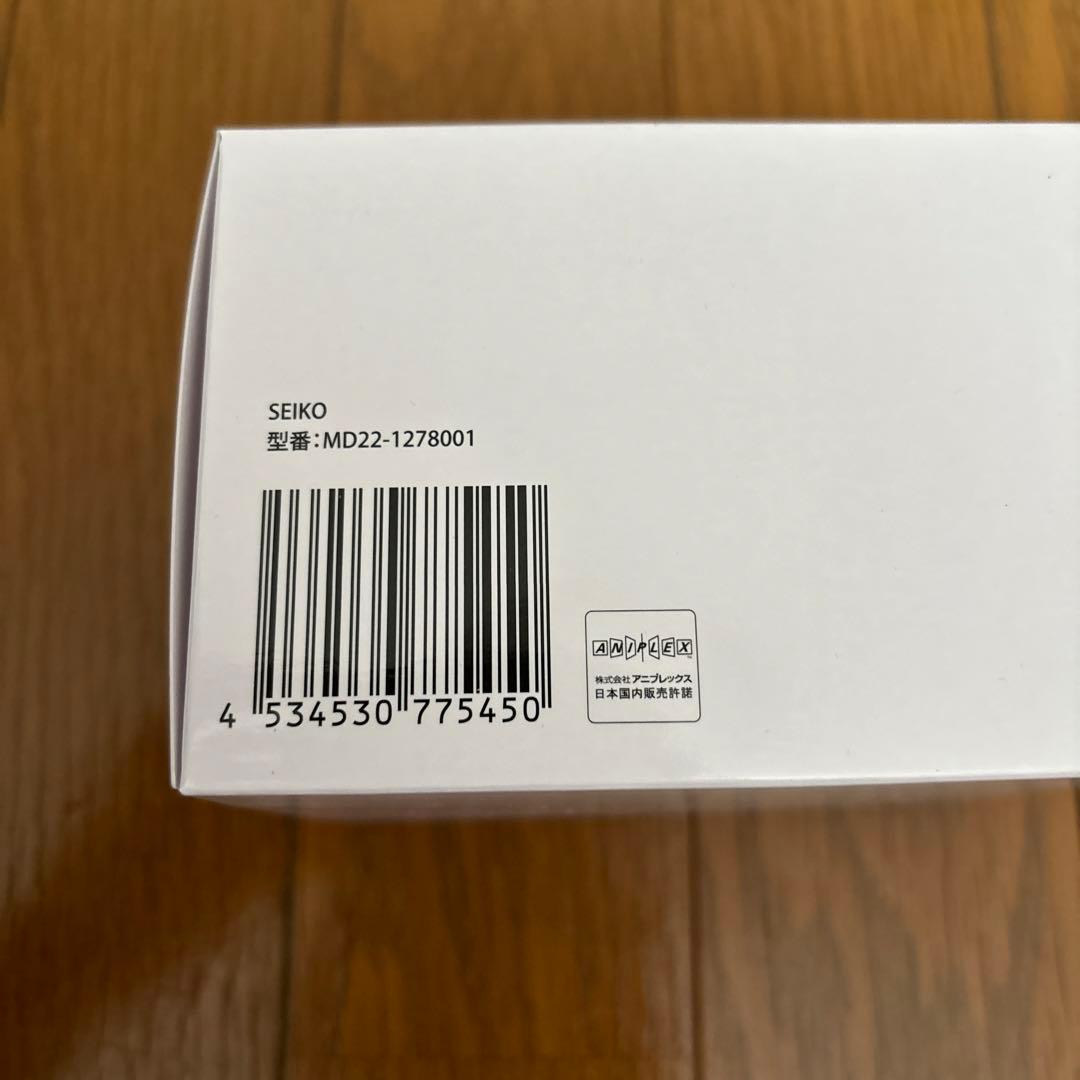 SEIKO
型番：MD22-1278001
4 534530 775450
ANIPLEX
株式会社アニプレックス
日本国内販売許諾